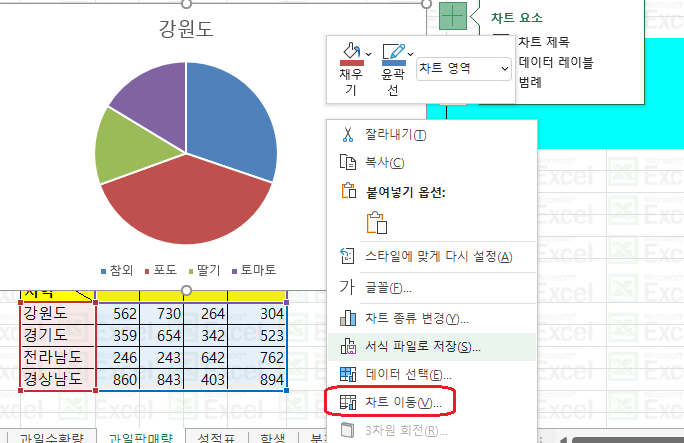 강원도
참외 포도 딸기 토마토
차트 요소
차트 제목
데이터 레이블
범례
채우기
윤곽선
차트 영역
잘라내기(T)
복사(C)
붙여넣기 옵션:
스타일에 맞게 다시 설정(A)
가 글꼴(F)...
차트 종류 변경(Y)...
서식 파일로 저장(S)...
데이터 선택(E)...
차트 이동(V)...
3차원 회전(R)...
지역
강원도 562 730 264 304
경기도 359 654 342 523
전라남도 246 243 642 762
경상남도 860 843 403 894
과일수확량 과일판매량 성적표 학생
Microsoft Excel
Excel
Excel
Excel